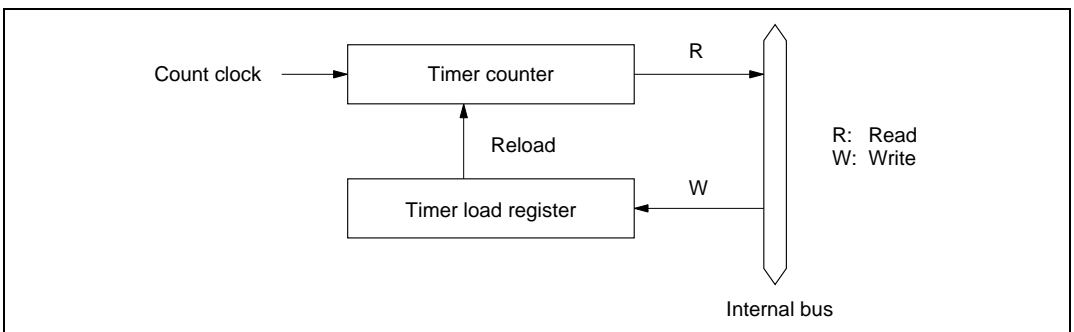 R
Count clock
Timer counter
R: Read
W: Write
Reload
W
Timer load register
Internal bus